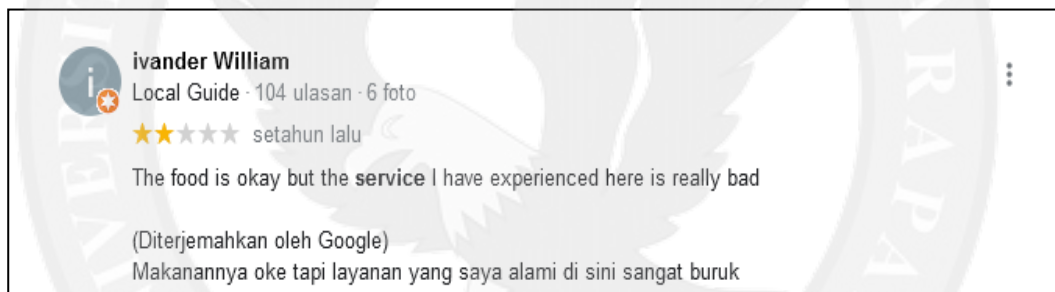 ivander William
Local Guide · 104 ulasan · 6 foto
setahun lalu
The food is okay but the service I have experienced here is really bad
(Diterjemahkan oleh Google)
Makanannya oke tapi layanan yang saya alami di sini sangat buruk